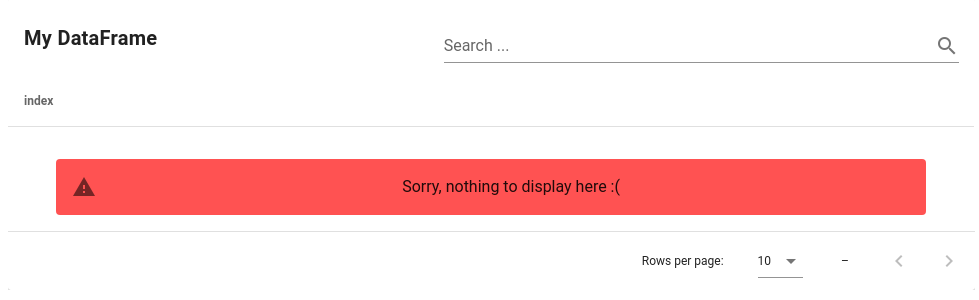 My DataFrame
Search ...
index
Sorry, nothing to display here :(
Rows per page: 10 –